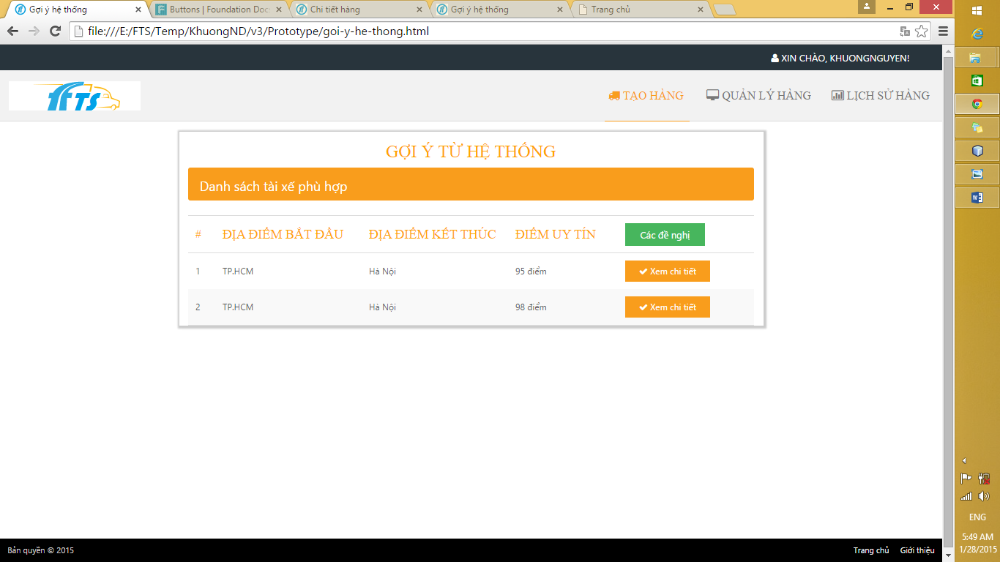 Gợi ý hệ thống
Buttons | Foundation Doc
Chi tiết hàng
Gợi ý hệ thống
Trang chủ
file:///E:/FTS/Temp/KhuongND/v3/Prototype/goi-y-he-thong.html
XIN CHÀO, KHUONGNGUYEN!
FTS
TẠO HÀNG
QUẢN LÝ HÀNG
LỊCH SỬ HÀNG
GỢI Ý TỪ HỆ THỐNG
Danh sách tài xế phù hợp
# ĐỊA ĐIỂM BẮT ĐẦU ĐỊA ĐIỂM KẾT THÚC ĐIỂM UY TÍN Các đề nghị
1 TP.HCM Hà Nội 95 điểm Xem chi tiết
2 TP.HCM Hà Nội 98 điểm Xem chi tiết
Bản quyền © 2015
Trang chủ
Giới thiệu
ENG
5:49 AM
1/28/2015